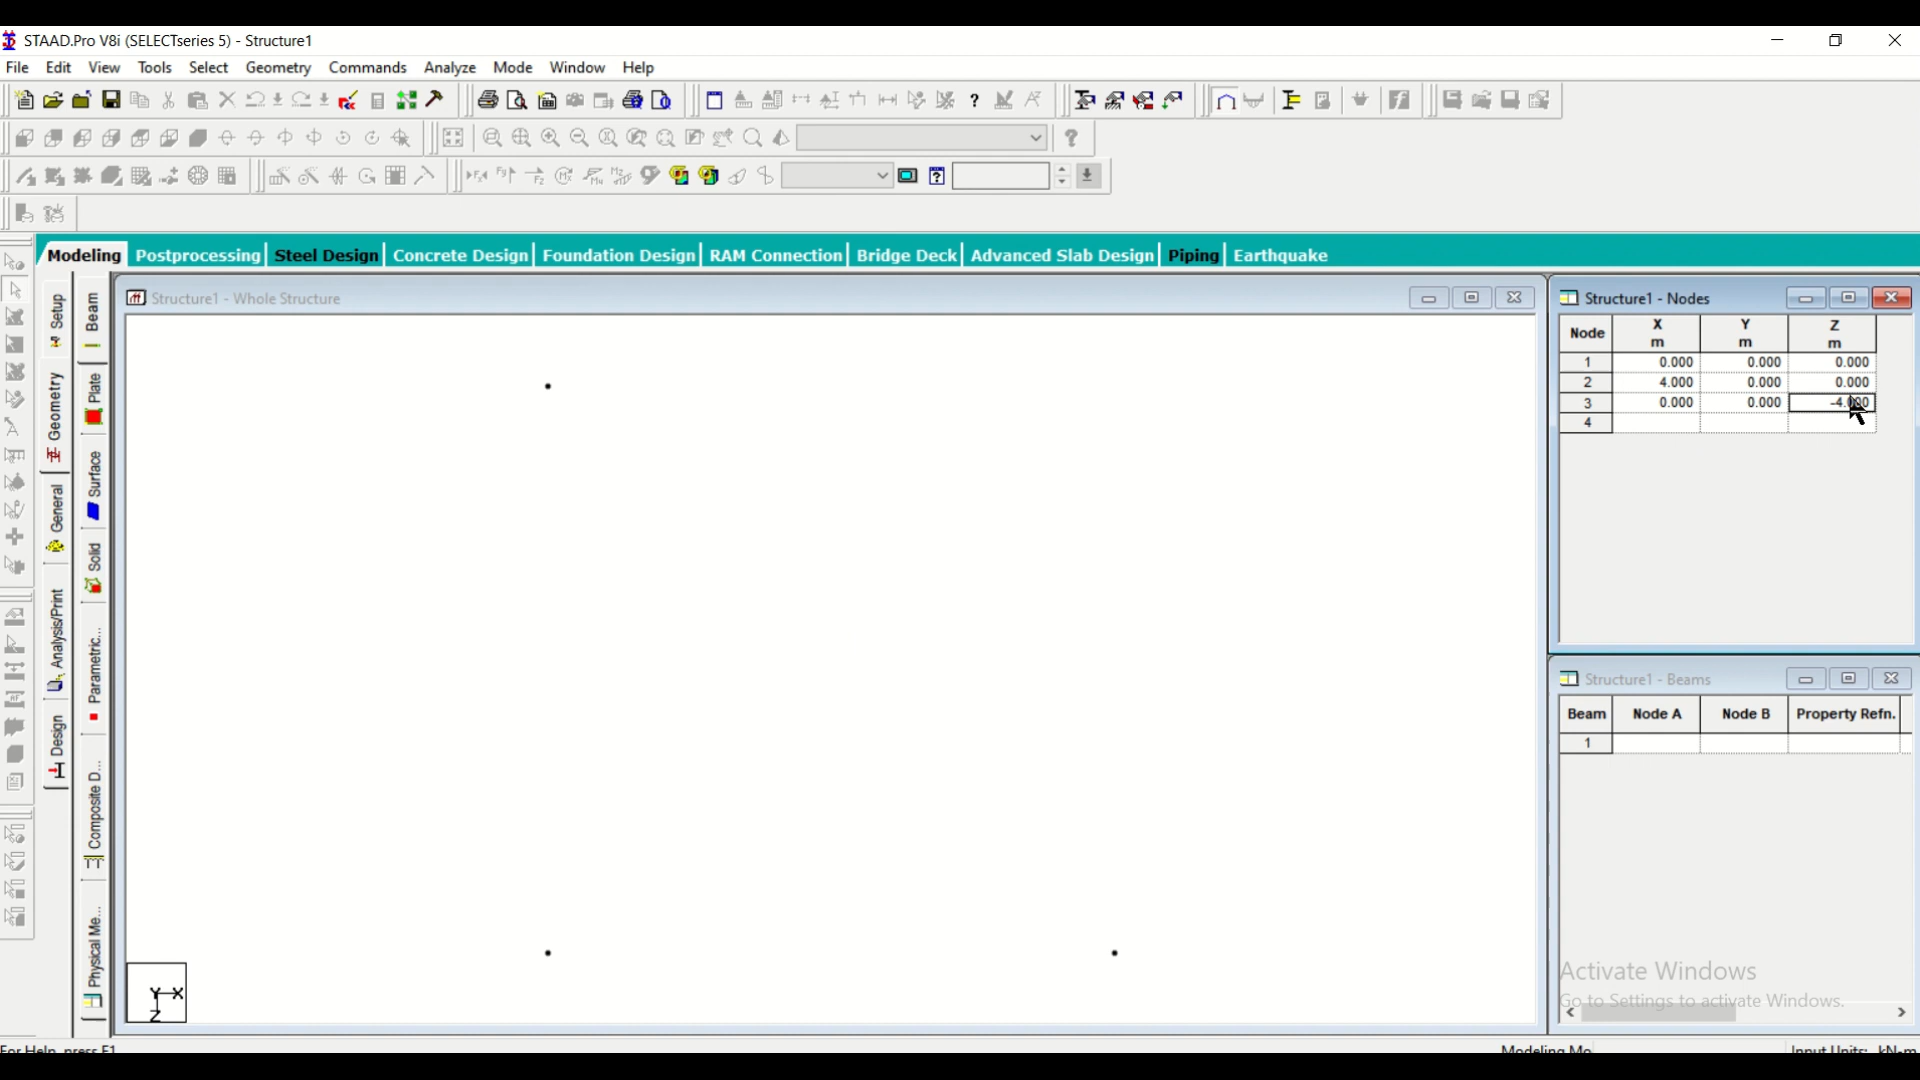 STAAD.Pro V8i (SELECTseries 5) - Structure1
File Edit View Tools Select Geometry Commands Analyze Mode Window Help
Modeling Postprocessing Steel Design Concrete Design Foundation Design RAM Connection Bridge Deck Advanced Slab Design Piping Earthquake
Setup
Geometry
General
Analysis/Print
Design
Beam
Plate
Surface
Solid
Parametric...
Composite D...
Physical Me...
Structure1 - Whole Structure
Y X
Z
Structure1 - Nodes
Node X m Y m Z m
1 0.000 0.000 0.000
2 4.000 0.000 0.000
3 0.000 0.000 -4.000
4
Structure1 - Beams
Beam Node A Node B Property Refn.
1
Activate Windows
Go to Settings to activate Windows.
For Help, press F1
Modeling Mo
Input Units: kN-m